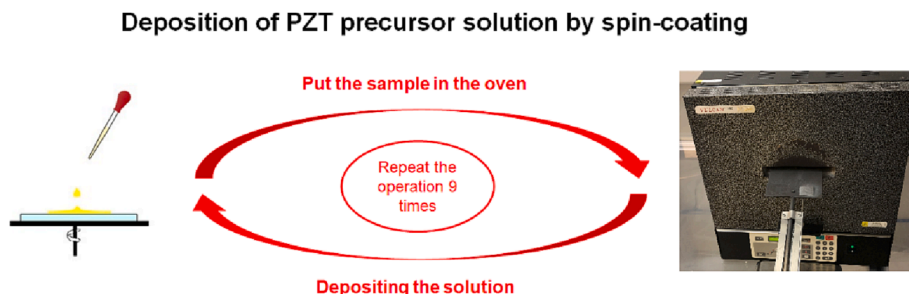 Deposition of PZT precursor solution by spin-coating
Put the sample in the oven
Repeat the
operation 9
times
Depositing the solution